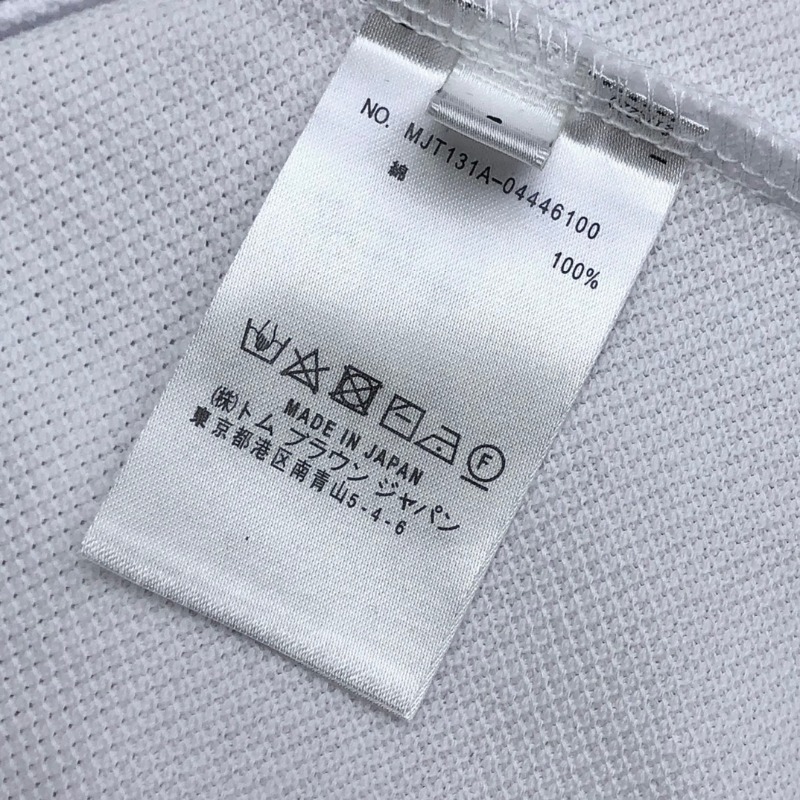 NO. MJT131A-04446100
綿 100%
F
MADE IN JAPAN
(株)トム ブラウン ジャパン
東京都港区南青山5-4-6